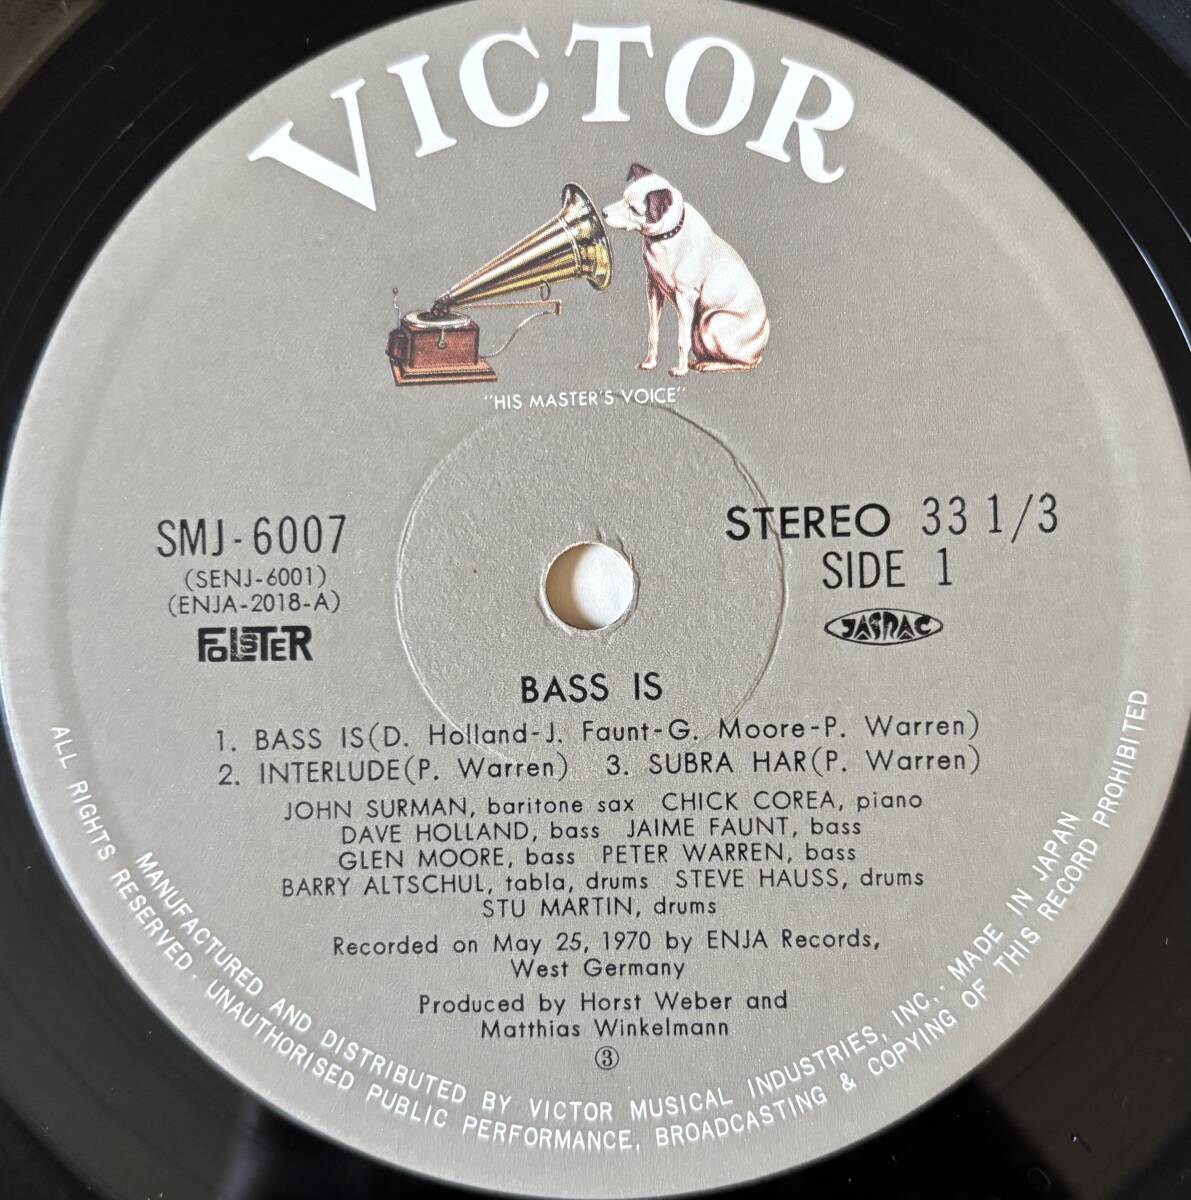 VICTOR
"HIS MASTER'S VOICE"
SMJ-6007
(SENJ-6001)
(ENJA-2018-A)
FOLSTER
STEREO 33 1/3
SIDE 1
JASRAC
BASS IS
1. BASS IS(D. Holland-J. Faunt-G. Moore-P. Warren)
2. INTERLUDE(P. Warren) 3. SUBRA HAR(P. Warren)
JOHN SURMAN, baritone sax CHICK COREA, piano
DAVE HOLLAND, bass JAIME FAUNT, bass
GLEN MOORE, bass PETER WARREN, bass
BARRY ALTSCHUL, tabla, drums STEVE HAUSS, drums
STU MARTIN, drums
Recorded on May 25, 1970 by ENJA Records,
West Germany
Produced by Horst Weber and
Matthias Winkelmann
③
MANUFACTURED AND DISTRIBUTED BY VICTOR MUSICAL INDUSTRIES, INC.. MADE IN JAPAN
ALL RIGHTS RESERVED. UNAUTHORISED PUBLIC PERFORMANCE, BROADCASTING & COPYING OF THIS RECORD PROHIBITED